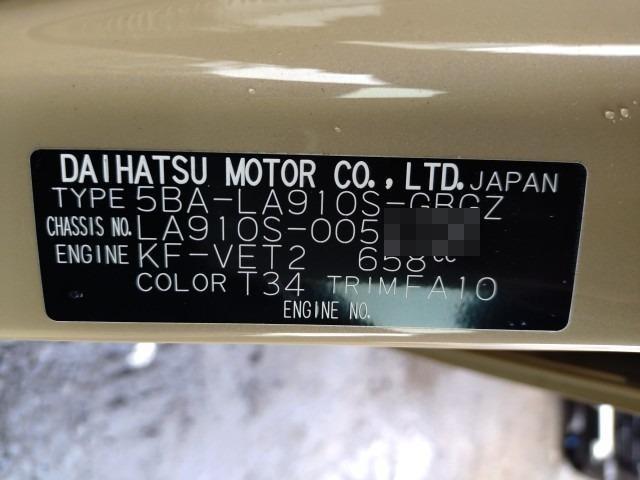 DAIHATSU MOTOR CO., LTD. JAPAN
TYPE 5BA-LA910S-GBGZ
CHASSIS NO. LA910S-005
ENGINE KF-VET2 658cc
COLOR T34 TRIM FA10
ENGINE NO.